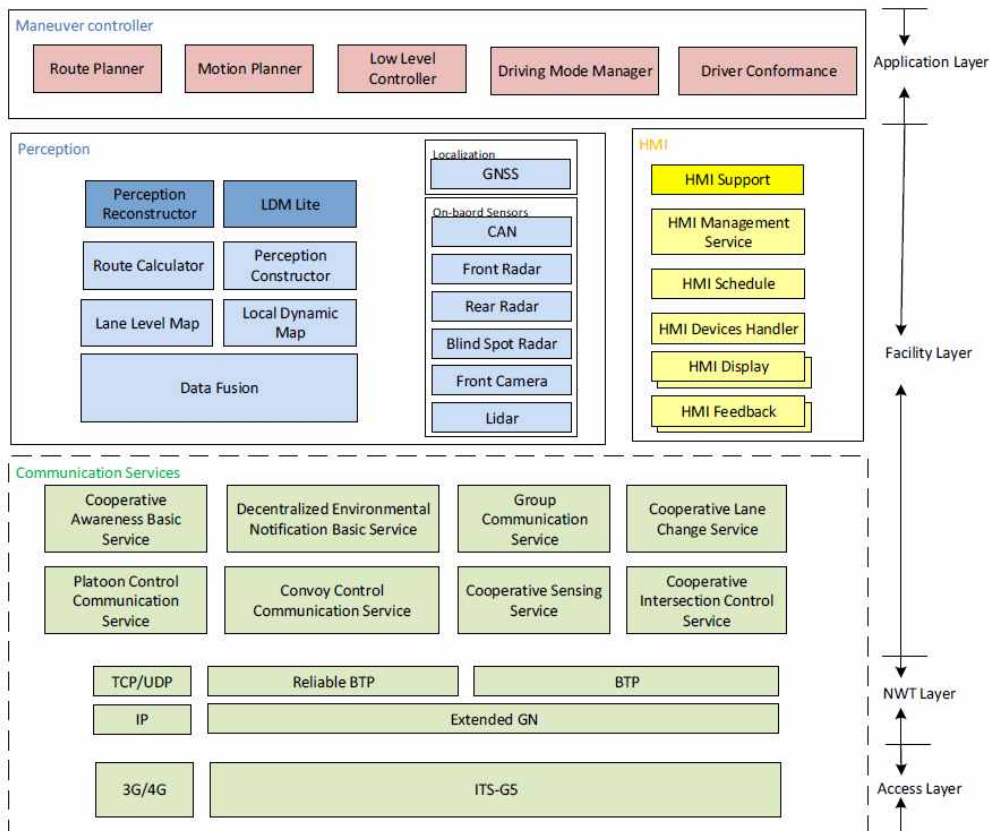 Maneuver controller
Route Planner
Motion Planner
Low Level
Controller
Driving Mode Manager
Driver Conformance
Application Layer
Perception
Perception
Reconstructor
LDM Lite
Route Calculator
Perception
Constructor
Lane Level Map
Local Dynamic
Map
Data Fusion
Localization
GNSS
On-baord Sensors
CAN
Front Radar
Rear Radar
Blind Spot Radar
Front Camera
Lidar
HMI
HMI Support
HMI Management
Service
HMI Schedule
HMI Devices Handler
HMI Display
HMI Feedback
Facility Layer
Communication Services
Cooperative
Awareness Basic
Service
Decentralized Environmental
Notification Basic Service
Group
Communication
Service
Cooperative Lane
Change Service
Platoon Control
Communication
Service
Convoy Control
Communication Service
Cooperative Sensing
Service
Cooperative
Intersection Control
Service
TCP/UDP
Reliable BTP
BTP
NWT Layer
IP
Extended GN
3G/4G
ITS-G5
Access Layer